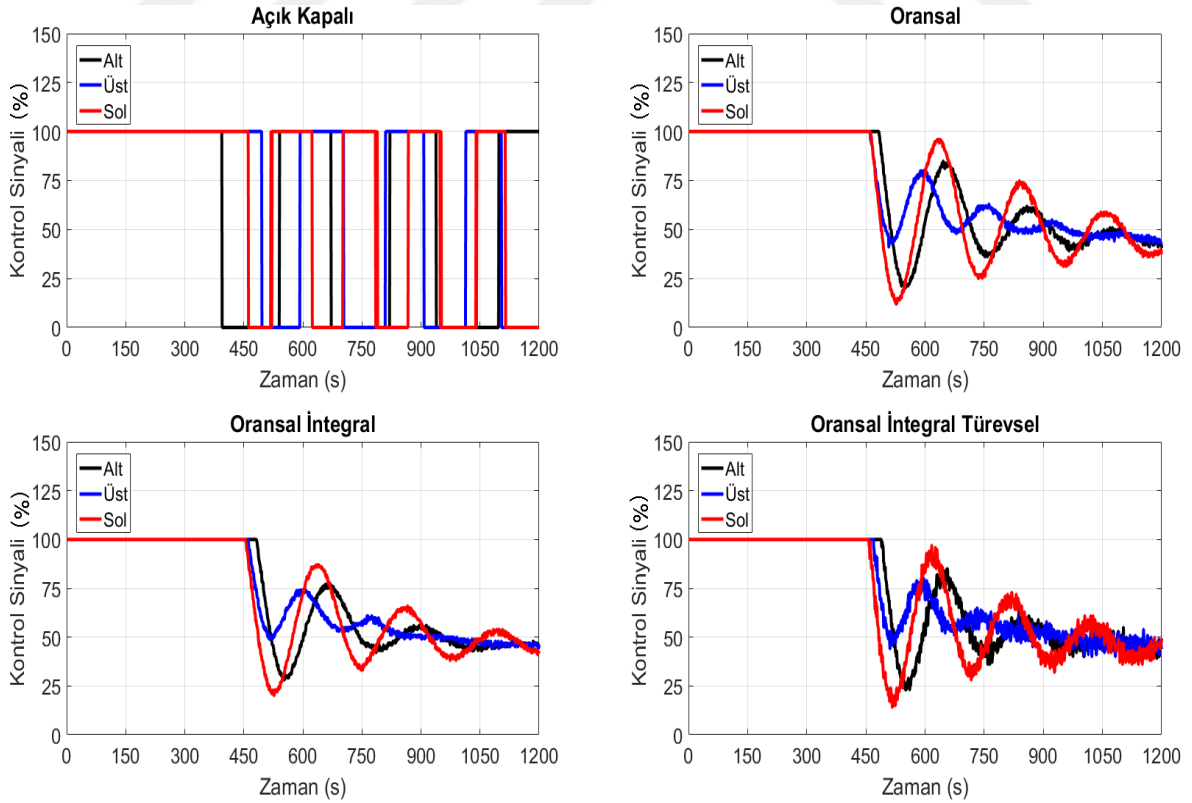 Açık Kapalı
150
125
100
75
50
25
0
Kontrol Sinyali (%)
Alt
Üst
Sol
0 150 300 450 600 750 900 1050 1200
Zaman (s)
Oransal
150
125
100
75
50
25
0
Kontrol Sinyali (%)
Alt
Üst
Sol
0 150 300 450 600 750 900 1050 1200
Zaman (s)
Oransal İntegral
150
125
100
75
50
25
0
Kontrol Sinyali (%)
Alt
Üst
Sol
0 150 300 450 600 750 900 1050 1200
Zaman (s)
Oransal İntegral Türevsel
150
125
100
75
50
25
0
Kontrol Sinyali (%)
Alt
Üst
Sol
0 150 300 450 600 750 900 1050 1200
Zaman (s)